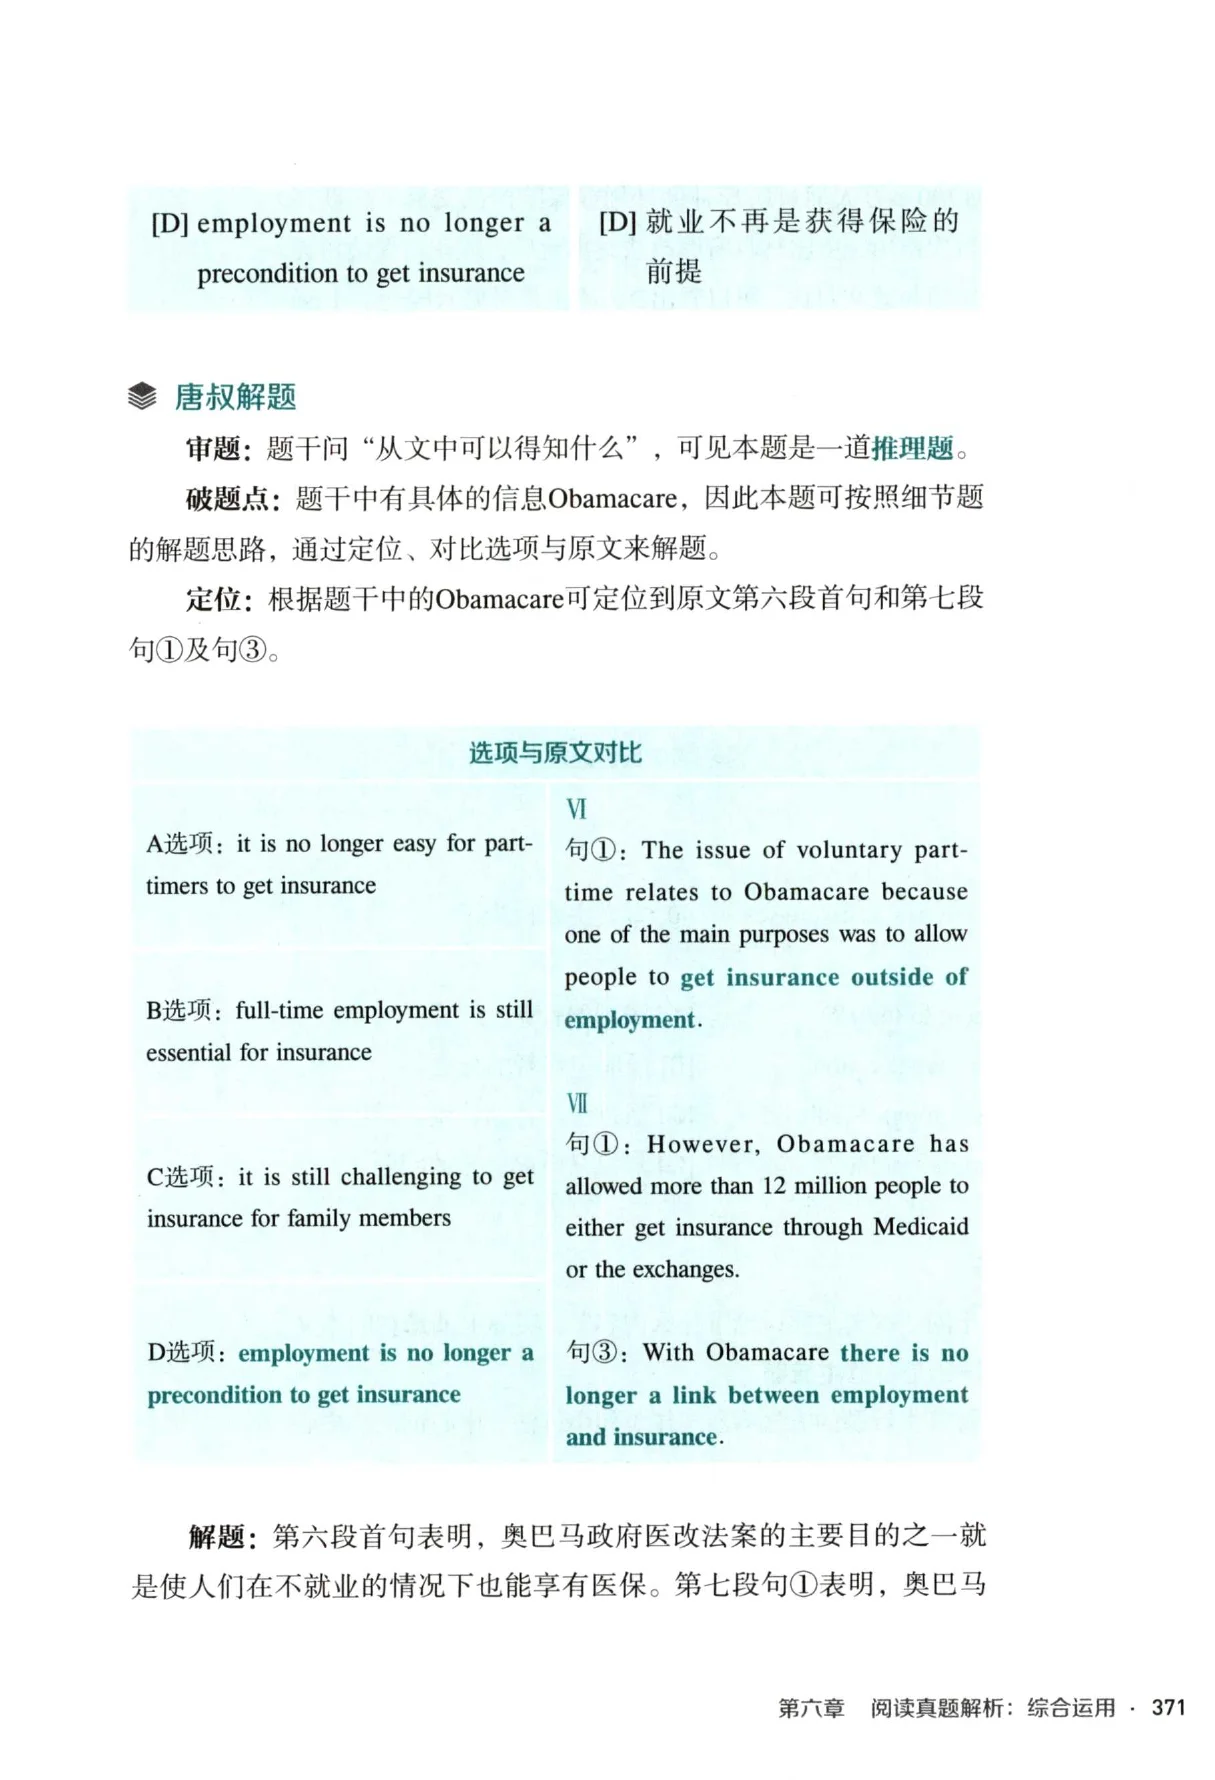 [D] employment is no longer a
precondition to get insurance
[D] 就业不再是获得保险的
前提
唐叔解题
审题：题干问“从文中可以得知什么”，可见本题是一道推理题。
破题点：题干中有具体的信息Obamacare，因此本题可按照细节题
的解题思路，通过定位、对比选项与原文来解题。
定位：根据题干中的Obamacare可定位到原文第六段首句和第七段
句①及句③。
选项与原文对比
A选项：it is no longer easy for part-
timers to get insurance
B选项：full-time employment is still
essential for insurance
C选项：it is still challenging to get
insurance for family members
D选项：employment is no longer a
precondition to get insurance
Ⅵ
句①：The issue of voluntary part-
time relates to Obamacare because
one of the main purposes was to allow
people to get insurance outside of
employment.
Ⅶ
句①：However, Obamacare has
allowed more than 12 million people to
either get insurance through Medicaid
or the exchanges.
句③：With Obamacare there is no
longer a link between employment
and insurance.
解题：第六段首句表明，奥巴马政府医改法案的主要目的之一就
是使人们在不就业的情况下也能享有医保。第七段句①表明，奥巴马
第六章 阅读真题解析：综合运用 · 371